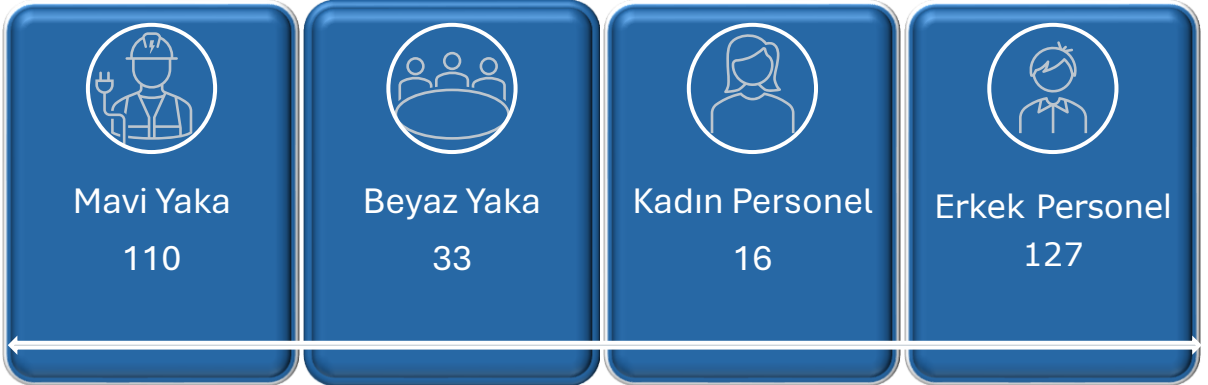 Mavi Yaka
110
Beyaz Yaka
33
Kadın Personel
16
Erkek Personel
127